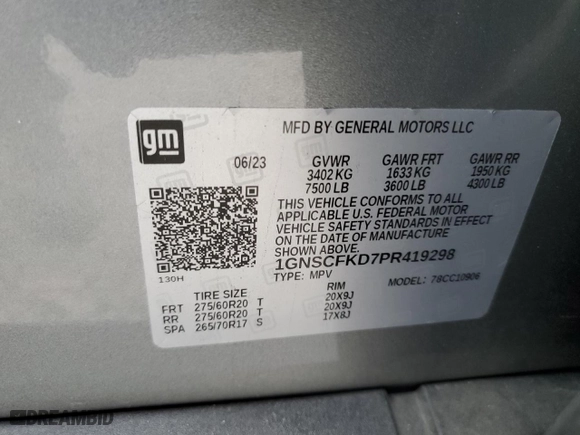 gm
MFD BY GENERAL MOTORS LLC
06/23 GVWR GAWR FRT GAWR RR
3402 KG 1633 KG 1950 KG
7500 LB 3600 LB 4300 LB
THIS VEHICLE CONFORMS TO ALL
APPLICABLE U.S. FEDERAL MOTOR
VEHICLE SAFETY STANDARDS IN EFFECT
ON THE DATE OF MANUFACTURE
SHOWN ABOVE.
1GNSCFKD7PR419298
130H TYPE: MPV MODEL: 78CC10906
TIRE SIZE RIM
FRT 275/60R20 T 20X9J
RR 275/60R20 T 20X9J
SPA 265/70R17 S 17X8J
DREAMBID